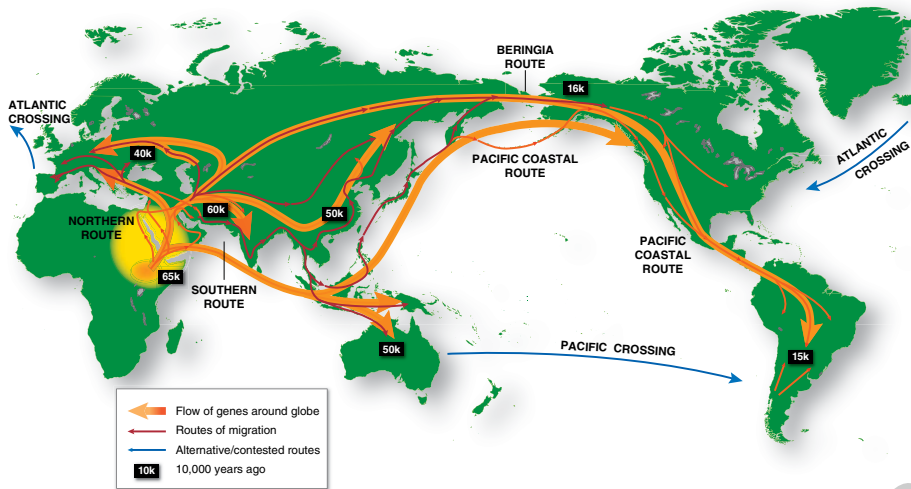 BERINGIA
ROUTE
16k
ATLANTIC
CROSSING
40k
PACIFIC COASTAL
ROUTE
ATLANTIC
CROSSING
60k
50k
NORTHERN
ROUTE
65k
SOUTHERN
ROUTE
PACIFIC
COASTAL
ROUTE
50k
PACIFIC CROSSING
15k
Flow of genes around globe
Routes of migration
Alternative/contested routes
10k 10,000 years ago